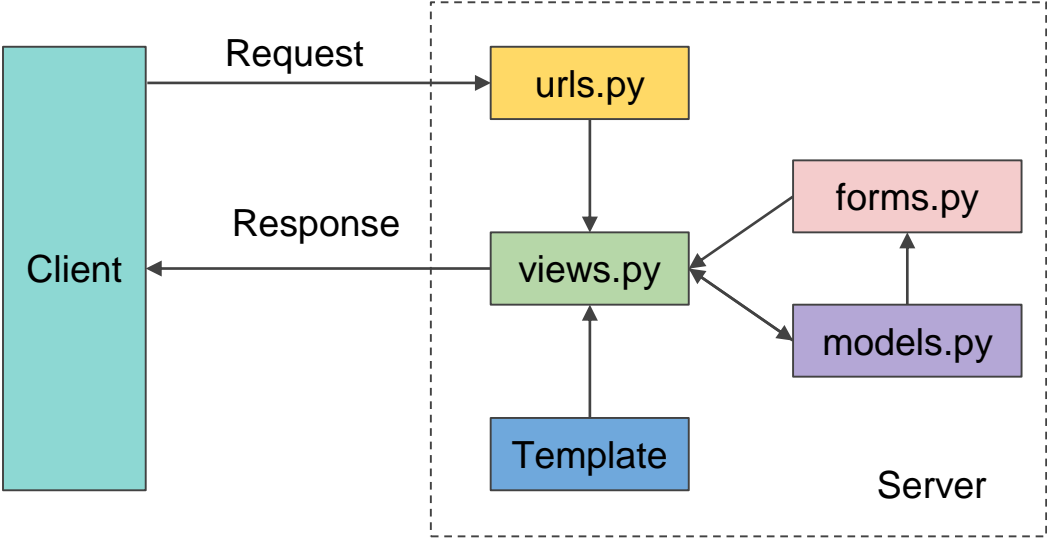 Request
urls.py
forms.py
Response
Client
views.py
models.py
Template
Server